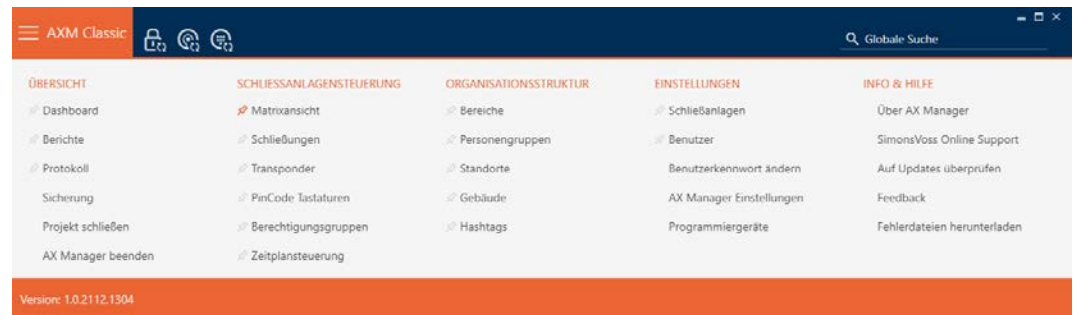 AXM Classic
Globale Suche
ÜBERSICHT
Dashboard
Berichte
Protokoll
Sicherung
Projekt schließen
AX Manager beenden
SCHLIESSANLAGENSTEUERUNG
Matrixansicht
Schließungen
Transponder
PinCode Tastaturen
Berechtigungsgruppen
Zeitplansteuerung
ORGANISATIONSSTRUKTUR
Bereiche
Personengruppen
Standorte
Gebäude
Hashtags
EINSTELLUNGEN
Schließanlagen
Benutzer
Benutzerkennwort ändern
AX Manager Einstellungen
Programmiergeräte
INFO & HILFE
Über AX Manager
SimonsVoss Online Support
Auf Updates überprüfen
Feedback
Fehlerdateien herunterladen
Version: 1.0.2112.1304